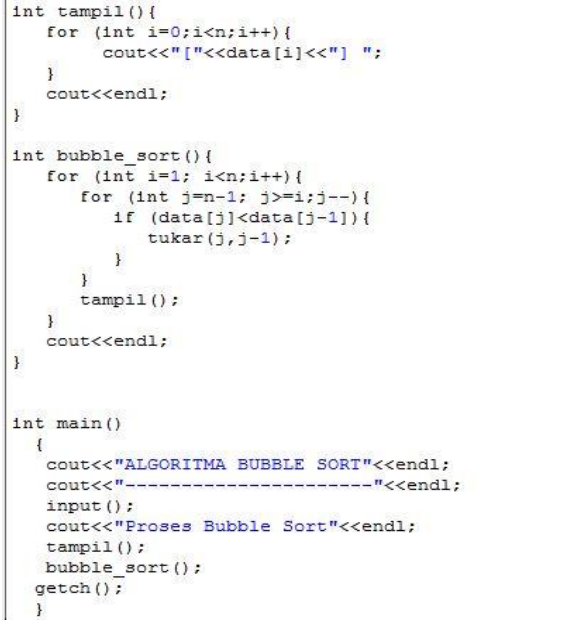 int tampil(){
   for (int i=0;i<n;i++){
         cout<<"["<<data[i]<<"] ";
   }
   cout<<endl;
}

int bubble_sort(){
   for (int i=1; i<n;i++){
      for (int j=n-1; j>=i;j--){
         if (data[j]<data[j-1]){
            tukar(j,j-1);
         }
      }
      tampil();
   }
   cout<<endl;
}


int main()
  {
   cout<<"ALGORITMA BUBBLE SORT"<<endl;
   cout<<"----------------------"<<endl;
   input();
   cout<<"Proses Bubble Sort"<<endl;
   tampil();
   bubble_sort();
  getch();
  }